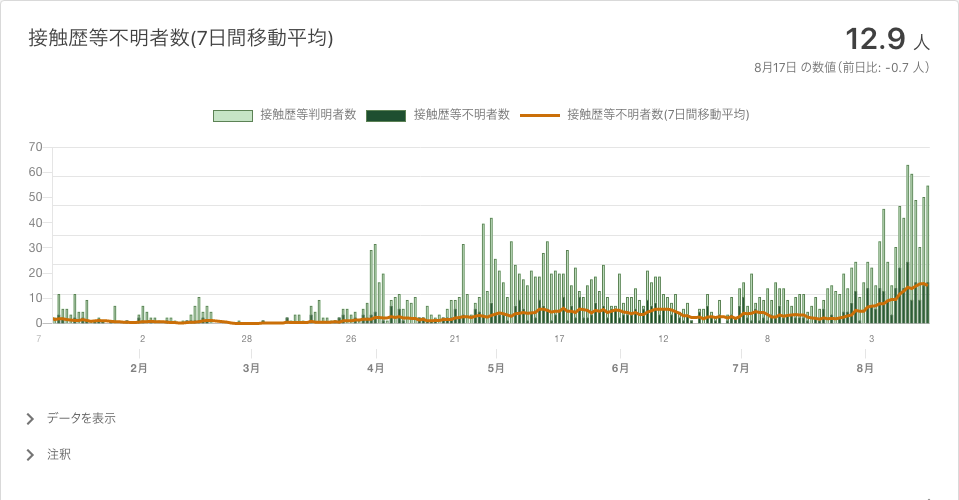 接触歴等不明者数(7日間移動平均)
12.9 人
8月17日 の数値(前日比: -0.7 人)
接触歴等判明者数 接触歴等不明者数 接触歴等不明者数(7日間移動平均)
70
60
50
40
30
20
10
0
7 2 28 26 21 17 12 8 3
2月 3月 4月 5月 6月 7月 8月
データを表示
注釈